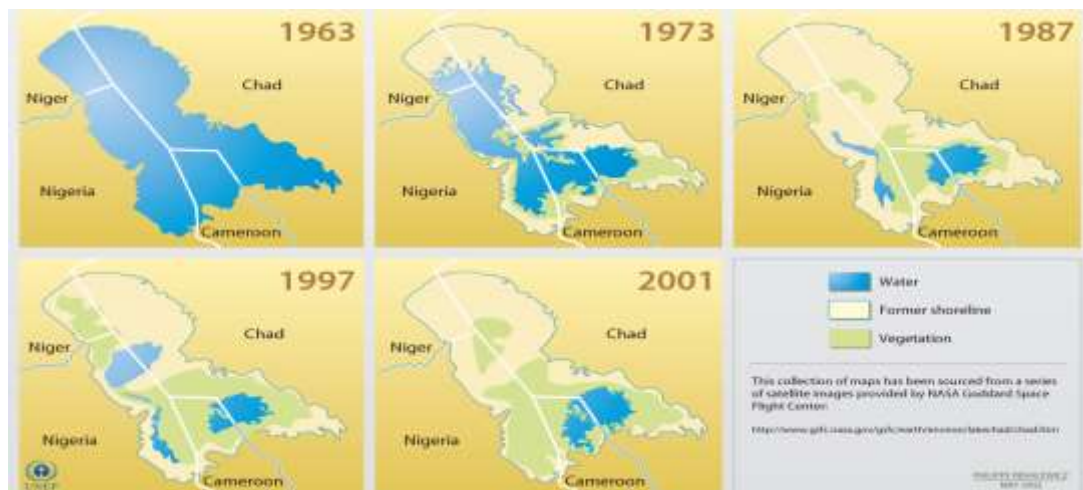 1963
Chad
Niger
Nigeria
Cameroon
1973
Chad
Niger
Nigeria
Cameroon
1987
Chad
Niger
Nigeria
Cameroon
1997
Chad
Niger
Nigeria
Cameroon
UNEP
2001
Chad
Niger
Nigeria
Cameroon
Water
Former shoreline
Vegetation
This collection of maps has been sourced from a series
of satellite images provided by NASA Goddard Space
Flight Center: